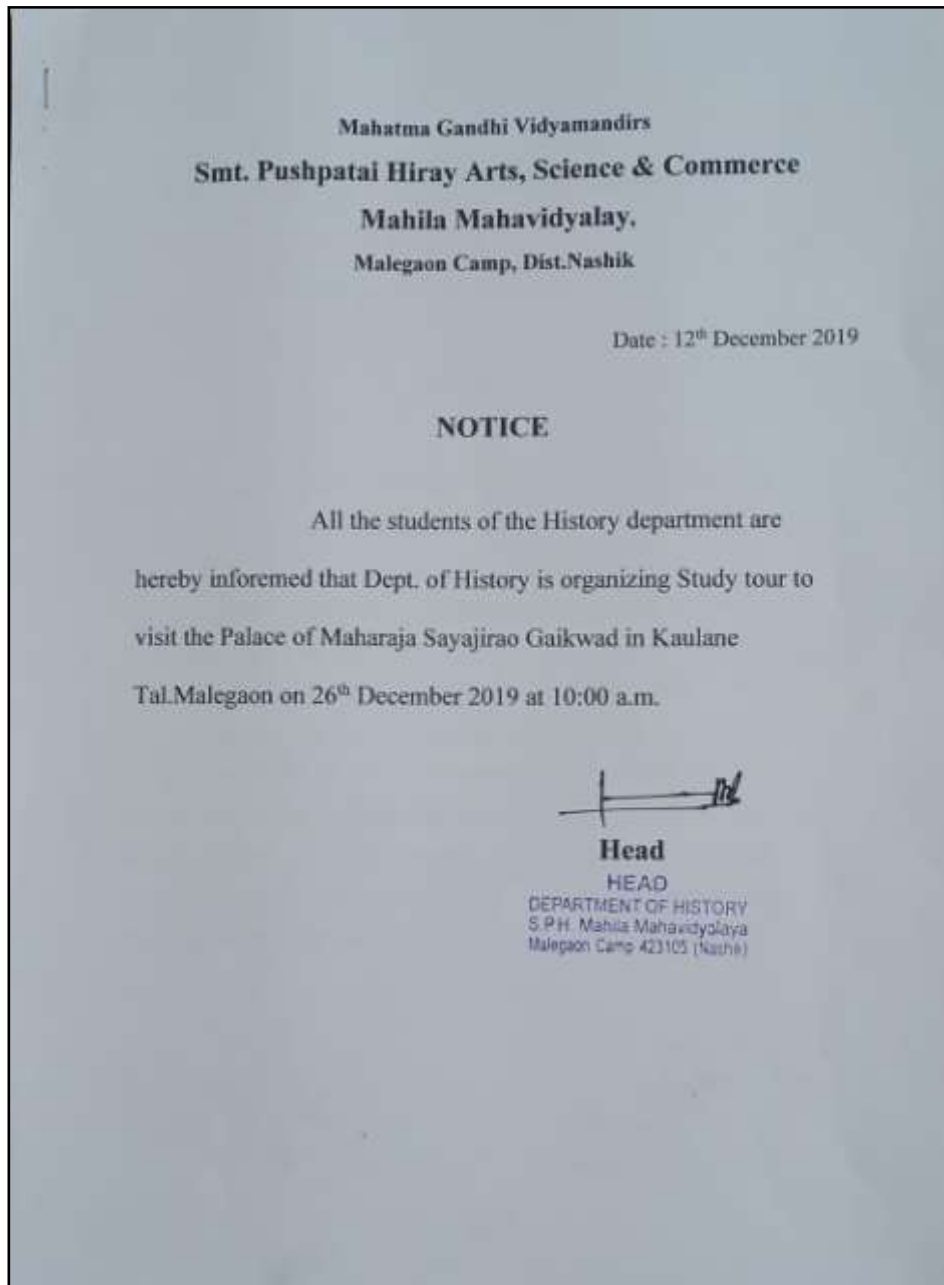 Mahatma Gandhi Vidyamandirs
Smt. Pushpatai Hiray Arts, Science & Commerce
Mahila Mahavidyalay.
Malegaon Camp, Dist.Nashik
Date : 12th December 2019
NOTICE
All the students of the History department are
hereby inforemed that Dept. of History is organizing Study tour to
visit the Palace of Maharaja Sayajirao Gaikwad in Kaulane
Tal.Malegaon on 26th December 2019 at 10:00 a.m.
Head
HEAD
DEPARTMENT OF HISTORY
S.P.H. Mahila Mahavidyalaya
Malegaon Camp 423105 (Nashik)